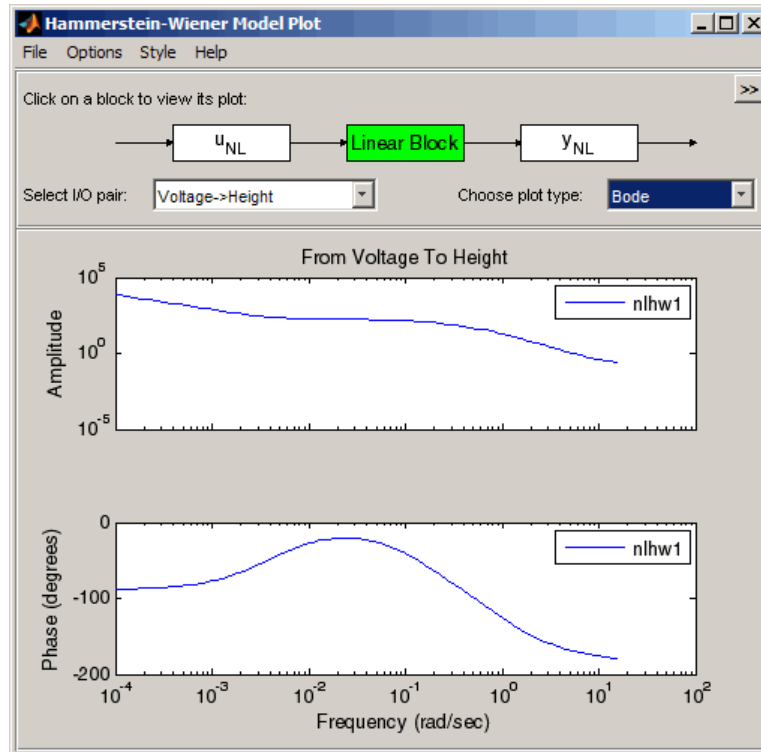 Hammerstein-Wiener Model Plot
File Options Style Help
Click on a block to view its plot:
>>
u NL Linear Block y NL
Select I/O pair: Voltage->Height Choose plot type: Bode
From Voltage To Height
10^5
nlhw1
Amplitude
10^0
10^-5
0
nlhw1
Phase (degrees)
-100
-200
10^-4 10^-3 10^-2 10^-1 10^0 10^1 10^2
Frequency (rad/sec)